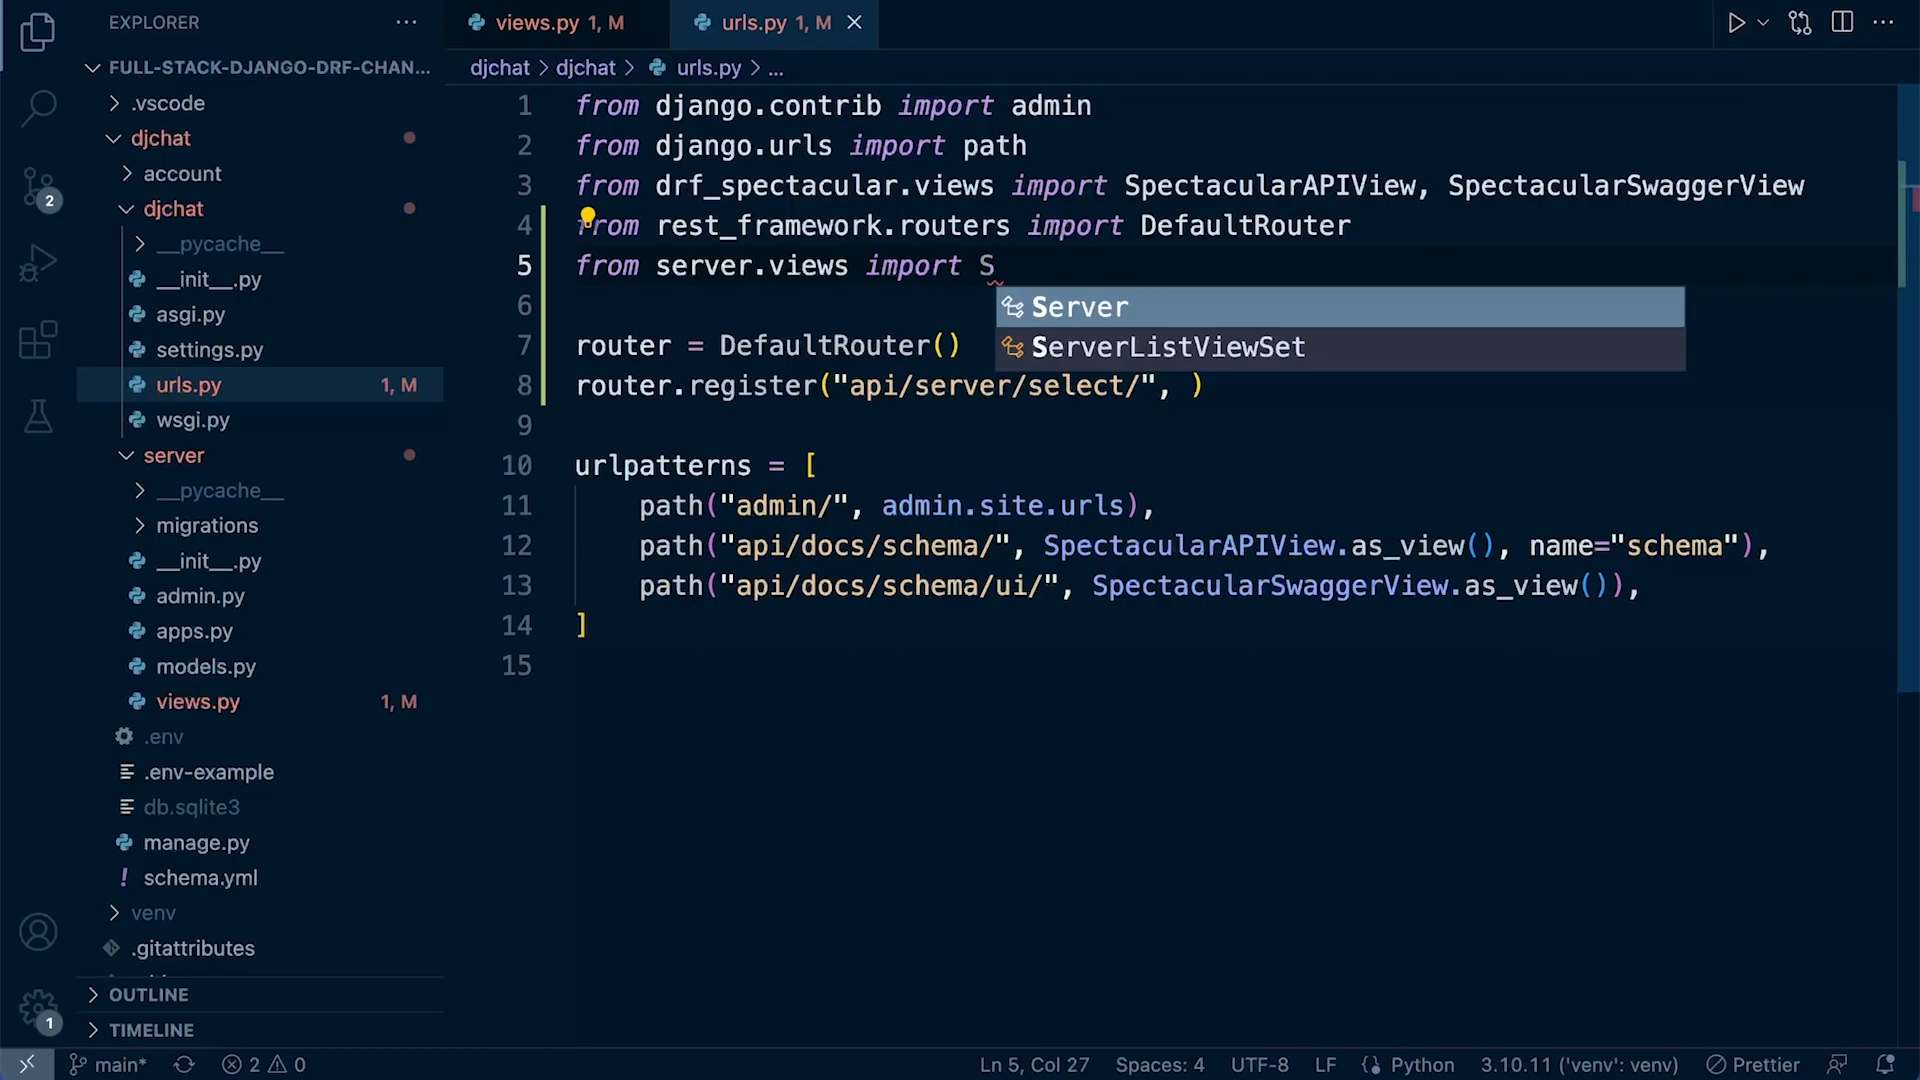 EXPLORER
FULL-STACK-DJANGO-DRF-CHAN...
.vscode
djchat
account
djchat
__pycache__
__init__.py
asgi.py
settings.py
urls.py 1, M
wsgi.py
server
__pycache__
migrations
__init__.py
admin.py
apps.py
models.py
views.py 1, M
.env
.env-example
db.sqlite3
manage.py
schema.yml
venv
.gitattributes
OUTLINE
TIMELINE
2
1
views.py 1, M
urls.py 1, M
djchat > djchat > urls.py > ...
1 from django.contrib import admin
2 from django.urls import path
3 from drf_spectacular.views import SpectacularAPIView, SpectacularSwaggerView
4 from rest_framework.routers import DefaultRouter
5 from server.views import S
Server
ServerListViewSet
6
7 router = DefaultRouter()
8 router.register("api/server/select/", )
9
10 urlpatterns = [
11 path("admin/", admin.site.urls),
12 path("api/docs/schema/", SpectacularAPIView.as_view(), name="schema"),
13 path("api/docs/schema/ui/", SpectacularSwaggerView.as_view()),
14 ]
15
main* 2 0 Ln 5, Col 27 Spaces: 4 UTF-8 LF Python 3.10.11 ('venv': venv) Prettier